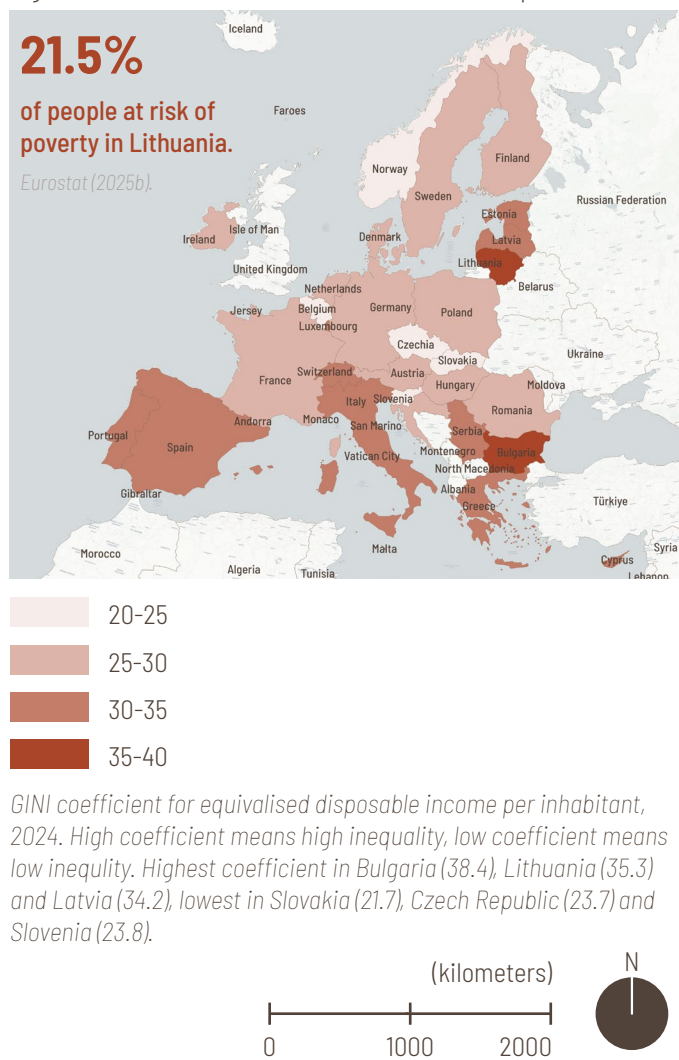 Iceland
21.5%
of people at risk of
poverty in Lithuania.
Eurostat (2025b).
Faroes
Norway
Finland
Sweden
Russian Federation
Estonia
Isle of Man
Ireland
Denmark
Latvia
United Kingdom
Lithuania
Netherlands
Belarus
Jersey
Belgium
Germany
Poland
Luxembourg
Czechia
Ukraine
Slovakia
Switzerland
Austria
France
Hungary
Moldova
Italy
Slovenia
Romania
Monaco
Andorra
San Marino
Serbia
Portugal
Spain
Vatican City
Montenegro
Bulgaria
North Macedonia
Gibraltar
Albania
Türkiye
Greece
Morocco
Malta
Syria
Cyprus
Algeria
Tunisia
Lebanon
20-25
25-30
30-35
35-40
GINI coefficient for equivalised disposable income per inhabitant,
2024. High coefficient means high inequality, low coefficient means
low inequlity. Highest coefficient in Bulgaria (38.4), Lithuania (35.3)
and Latvia (34.2), lowest in Slovakia (21.7), Czech Republic (23.7) and
Slovenia (23.8).
(kilometers)
N
0 1000 2000